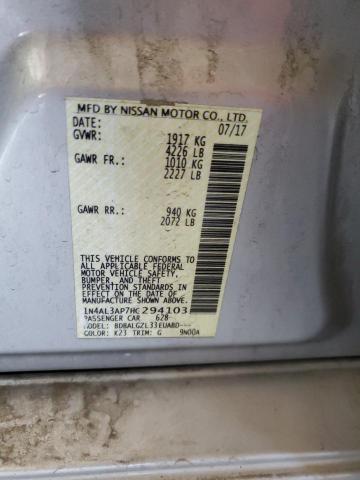 MFD BY NISSAN MOTOR CO., LTD.
DATE: 07/17
GVWR: 1917 KG
4226 LB
GAWR FR.: 1010 KG
2227 LB
GAWR RR.: 940 KG
2072 LB
THIS VEHICLE CONFORMS TO
ALL APPLICABLE FEDERAL
MOTOR VEHICLE SAFETY,
BUMPER, AND THEFT
PREVENTION STANDARDS IN
EFFECT ON THE DATE OF
MANUFACTURE SHOWN ABOVE.
1N4AL3AP7HC294103
PASSENGER CAR 628-
MODEL: BDBALGZL33EUABD----
COLOR: K23 TRIM: G 9N00A